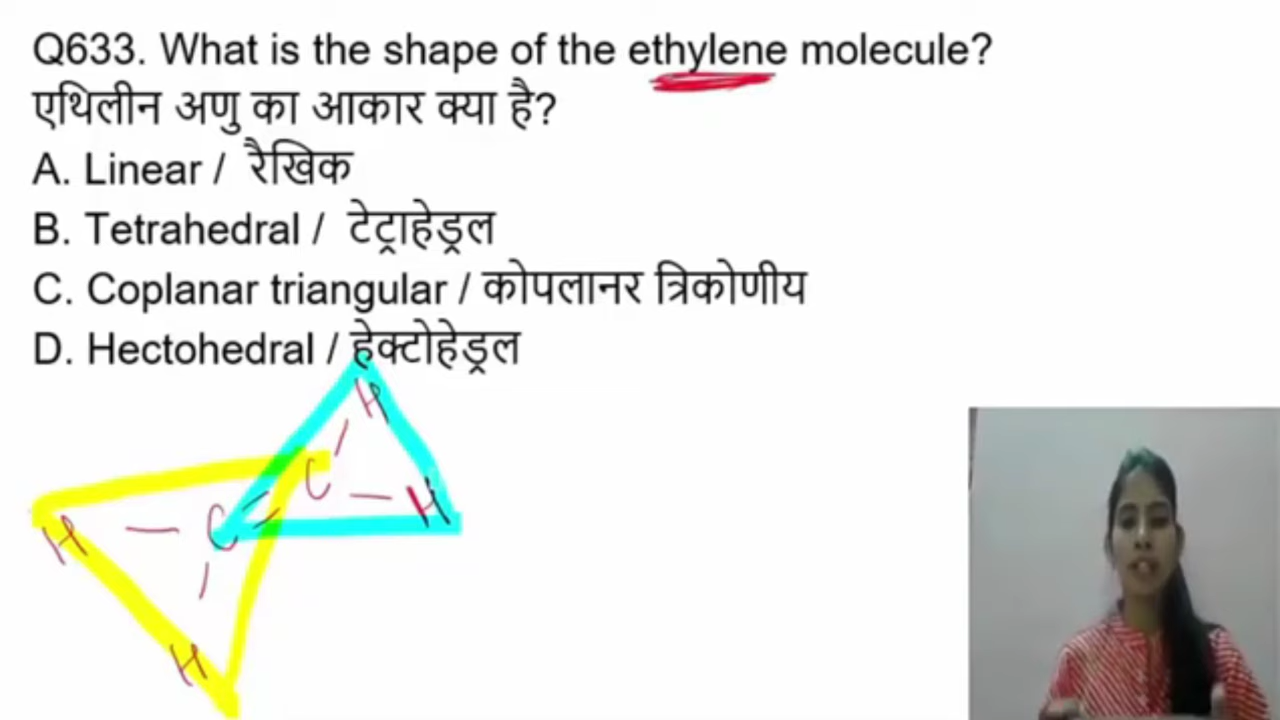 Q633. What is the shape of the ethylene molecule?
एथिलीन अणु का आकार क्या है?
A. Linear / रैखिक
B. Tetrahedral / टेट्राहेड्रल
C. Coplanar triangular / कोपलानर त्रिकोणीय
D. Hectohedral / हेक्टोहेड्रल
H
C
H
H
C
H